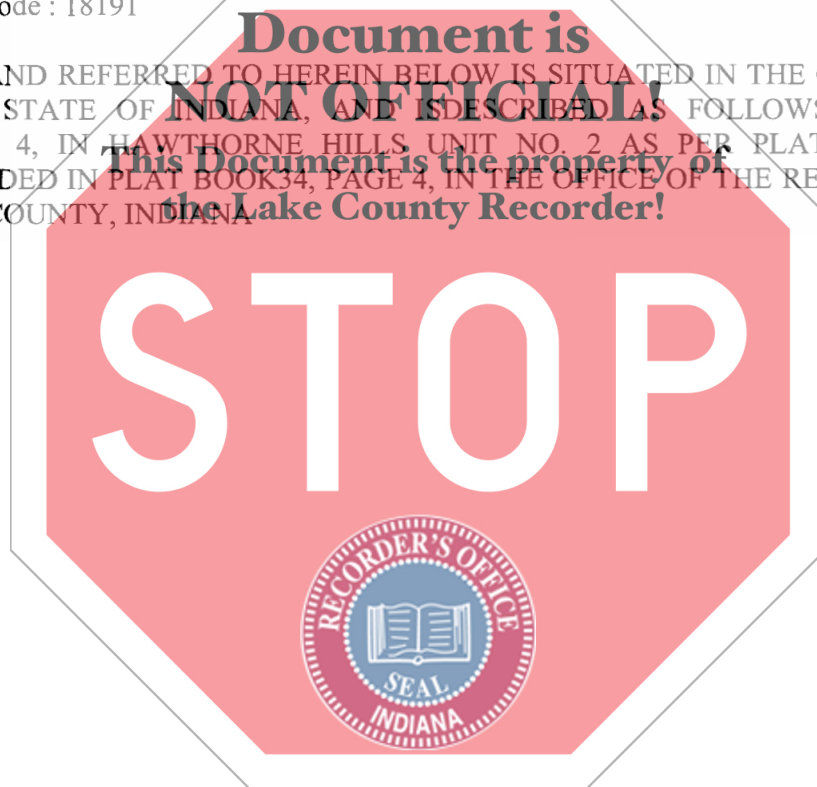 ode : 18191
Document is
ND REFERRED TO HEREIN BELOW IS SITUATED IN THE
NOT OFFICIAL!
STATE OF INDIANA, AND ISDESCRIBED AS FOLLOWS
4, IN HAWTHORNE HILLS UNIT NO. 2 AS PER PLAT
This Document is the property of
DED IN PLAT BOOK34, PAGE 4, IN THE OFFICE OF THE RE
the Lake County Recorder!
OUNTY, INDIANA
STOP
RECORDER'S OFFICE
SEAL
INDIANA